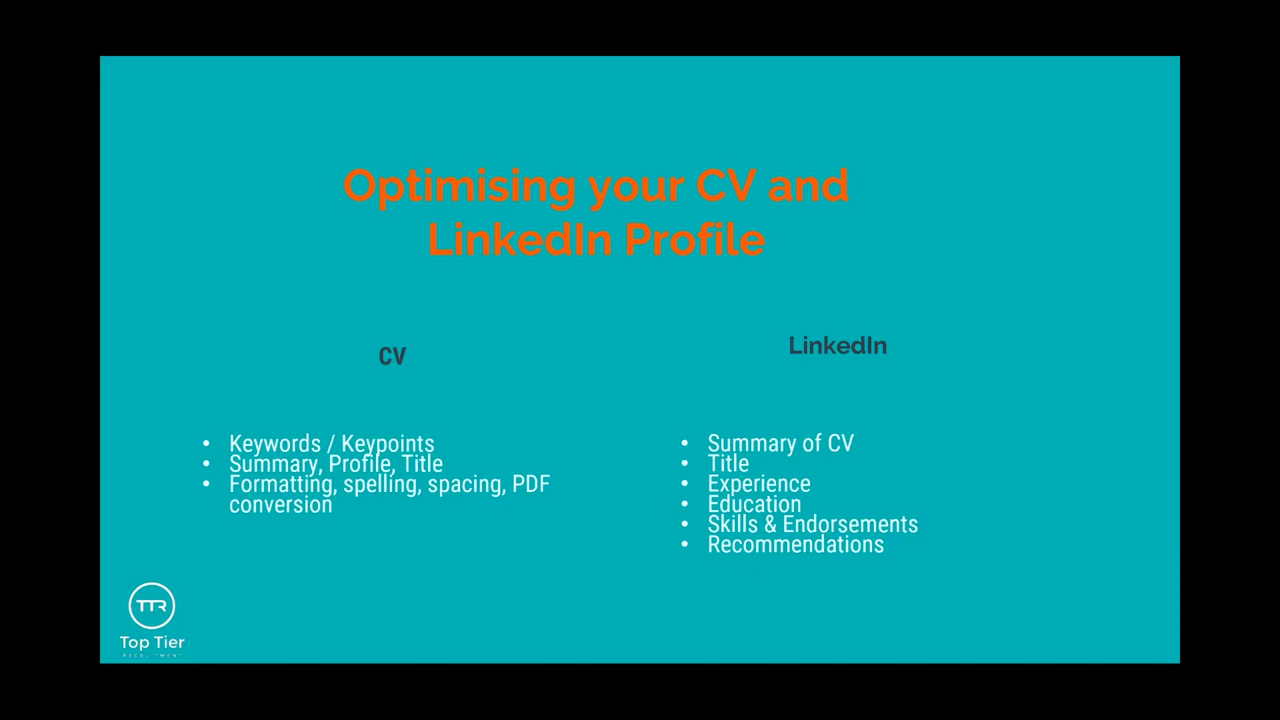 Optimising your CV and
LinkedIn Profile
CV
• Keywords / Keypoints
• Summary, Profile, Title
• Formatting, spelling, spacing, PDF
conversion
LinkedIn
• Summary of CV
• Title
• Experience
• Education
• Skills & Endorsements
• Recommendations
TTR
Top Tier